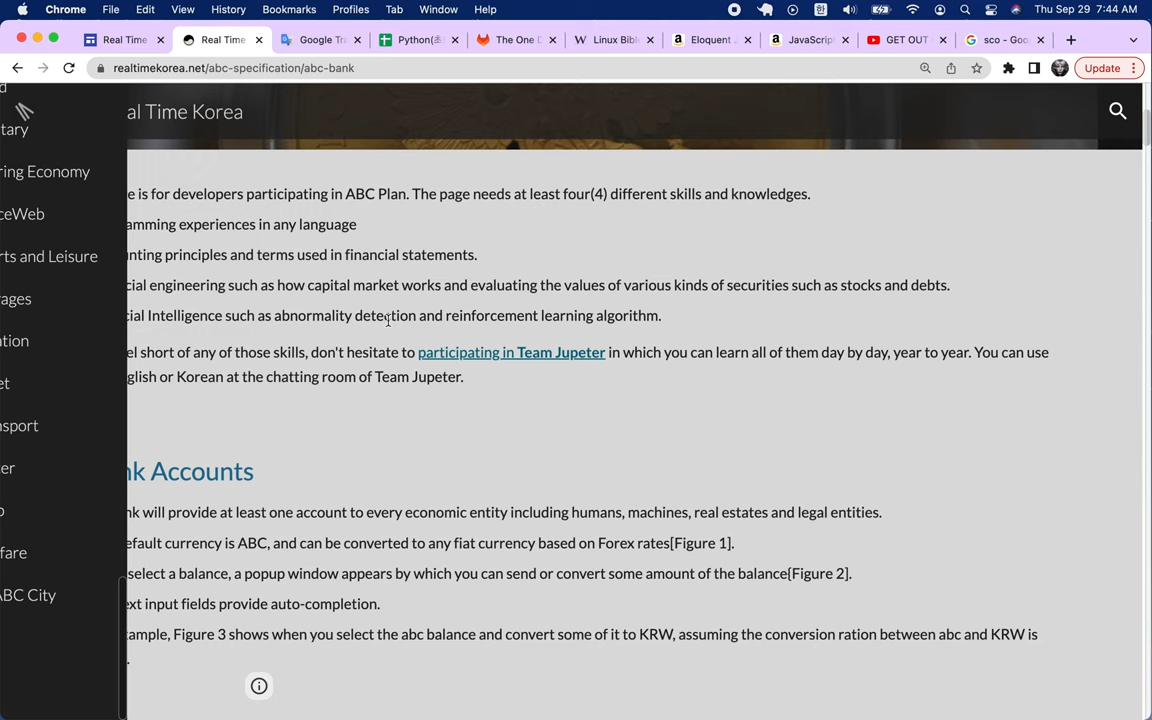 Chrome File Edit View History Bookmarks Profiles Tab Window Help 한 Thu Sep 29 7:44 AM
Real Time Real Time Google Tra Python(초 The One D Linux Bibl Eloquent J JavaScrip GET OUT sco - Goo
realtimekorea.net/abc-specification/abc-bank Update
al Time Korea
d
tary
ring Economy
ceWeb
rts and Leisure
rages
ation
et
nsport
er
p
fare
ABC City
e is for developers participating in ABC Plan. The page needs at least four(4) different skills and knowledges.
amming experiences in any language
unting principles and terms used in financial statements.
cial engineering such as how capital market works and evaluating the values of various kinds of securities such as stocks and debts.
cial Intelligence such as abnormality detection and reinforcement learning algorithm.
el short of any of those skills, don't hesitate to participating in Team Jupeter in which you can learn all of them day by day, year to year. You can use
glish or Korean at the chatting room of Team Jupeter.
nk Accounts
nk will provide at least one account to every economic entity including humans, machines, real estates and legal entities.
efault currency is ABC, and can be converted to any fiat currency based on Forex rates[Figure 1].
select a balance, a popup window appears by which you can send or convert some amount of the balance{Figure 2].
ext input fields provide auto-completion.
ample, Figure 3 shows when you select the abc balance and convert some of it to KRW, assuming the conversion ration between abc and KRW is
.